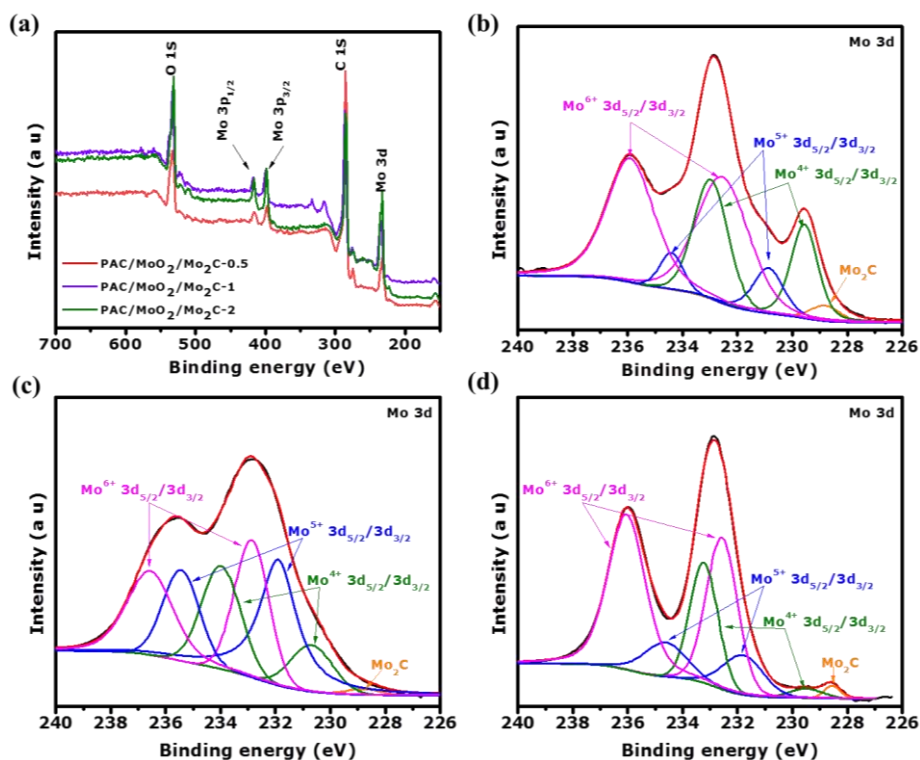 (a)
O 1S
Mo 3p1/2
Mo 3p3/2
C 1S
Mo 3d
Intensity (a u)
PAC/MoO2/Mo2C-0.5
PAC/MoO2/Mo2C-1
PAC/MoO2/Mo2C-2
700 600 500 400 300 200
Binding energy (eV)
(b)
Mo 3d
Mo6+ 3d5/2/3d3/2
Mo5+ 3d5/2/3d3/2
Mo4+ 3d5/2/3d3/2
Mo2C
Intensity (a u)
240 238 236 234 232 230 228 226
Binding energy (eV)
(c)
Mo 3d
Mo6+ 3d5/2/3d3/2
Mo5+ 3d5/2/3d3/2
Mo4+ 3d5/2/3d3/2
Mo2C
Intensity (a u)
240 238 236 234 232 230 228 226
Binding energy (eV)
(d)
Mo 3d
Mo6+ 3d5/2/3d3/2
Mo5+ 3d5/2/3d3/2
Mo4+ 3d5/2/3d3/2
Mo2C
Intensity (a u)
240 238 236 234 232 230 228 226
Binding energy (eV)